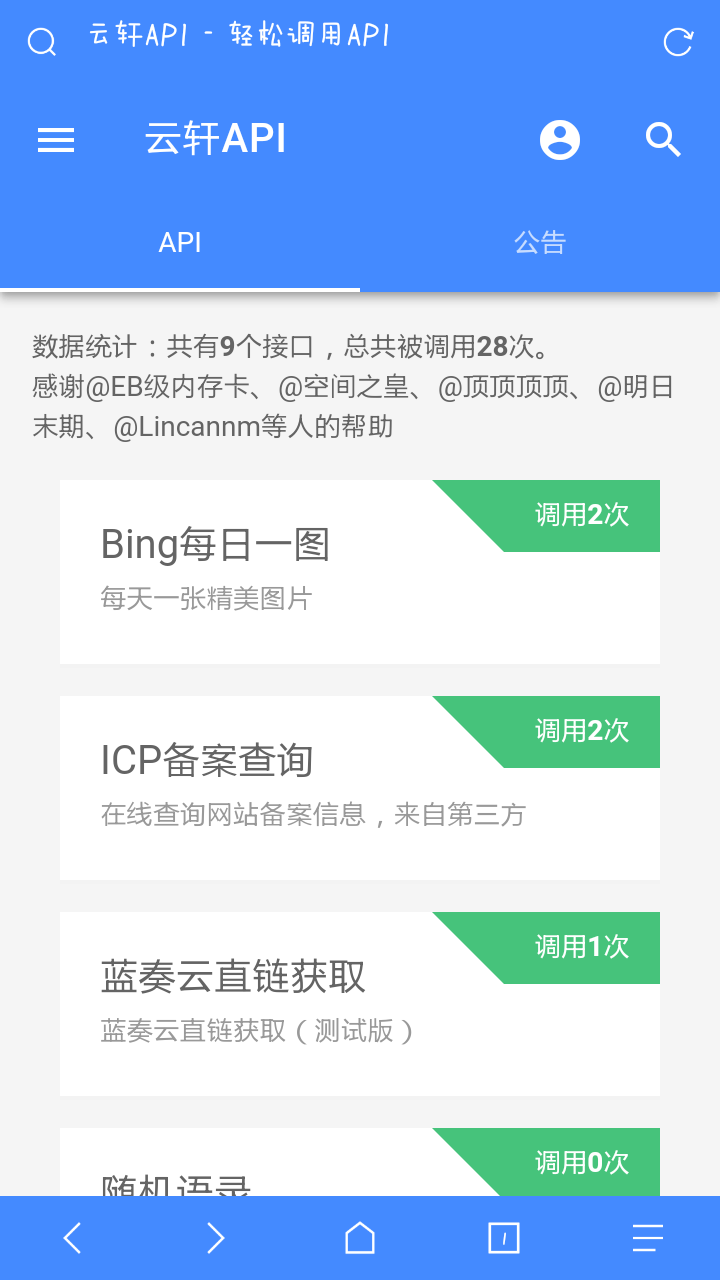 云轩API - 轻松调用API
云轩API
API
公告
数据统计：共有9个接口，总共被调用28次。
感谢@EB级内存卡、@空间之皇、@顶顶顶顶、@明日
末期、@Lincannm等人的帮助
调用2次
Bing每日一图
每天一张精美图片
调用2次
ICP备案查询
在线查询网站备案信息，来自第三方
调用1次
蓝奏云直链获取
蓝奏云直链获取（测试版）
调用0次
随机语录
1